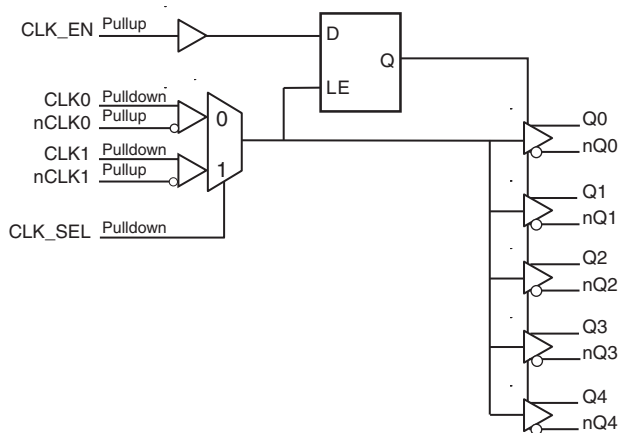 CLK_EN Pullup
D
Q
LE
CLK0 Pulldown
nCLK0 Pullup
0
CLK1 Pulldown
nCLK1 Pullup
1
CLK_SEL Pulldown
Q0
nQ0
Q1
nQ1
Q2
nQ2
Q3
nQ3
Q4
nQ4